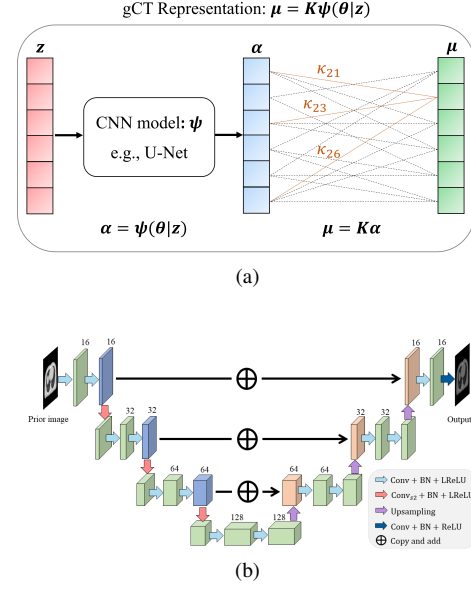 gCT Representation: μ = Kψ(θ|z)
z
α
μ
CNN model: ψ
e.g., U-Net
κ21
κ23
κ26
α = ψ(θ|z)
μ = Kα
(a)
16
16
16
16
Prior image
Output
32
32
32
32
64
64
64
64
128
128
Conv + BN + LReLU
Conv_s2 + BN + LReLU
Upsampling
Conv + BN + ReLU
Copy and add
(b)